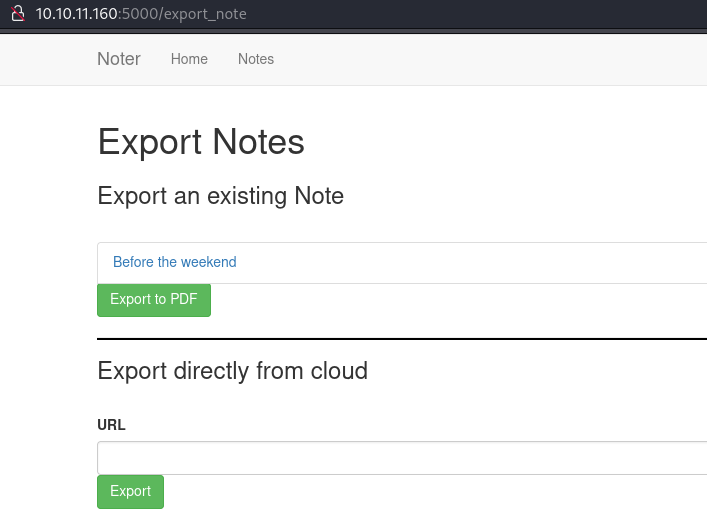 10.10.11.160:5000/export_note
Noter Home Notes
Export Notes
Export an existing Note
Before the weekend
Export to PDF
Export directly from cloud
URL
Export